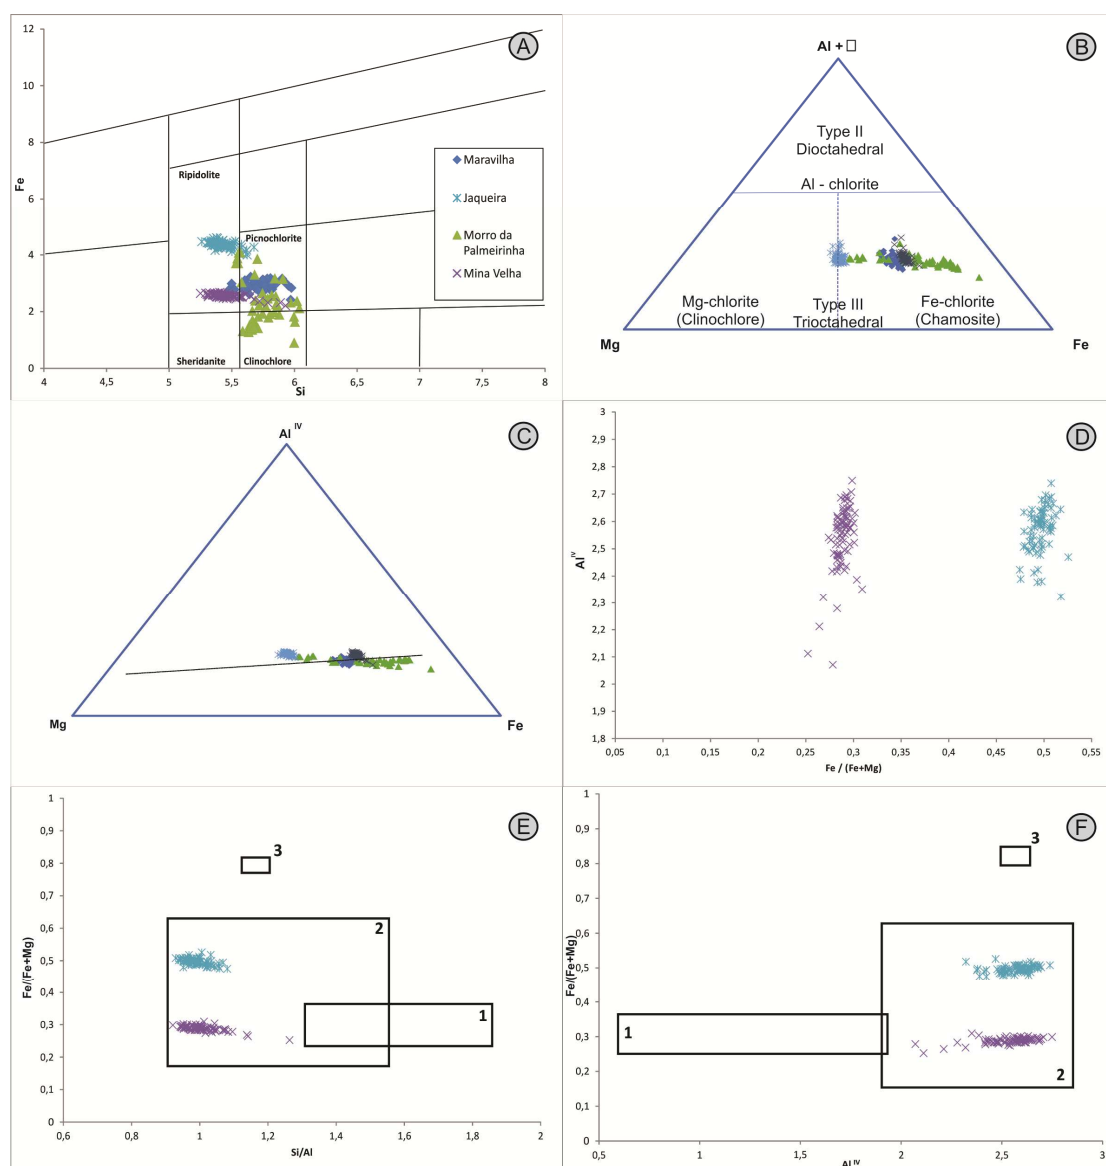 A
12
10
8
6
4
2
0
Fe
4
4,5
5
5,5
6
6,5
7
7,5
8
Si
Ripidolite
Picnochlorite
Sheridanite
Clinochlore
Maravilha
Jaqueira
Morro da
Palmeirinha
Mina Velha
B
Al + □
Type II
Dioctahedral
Al - chlorite
Mg-chlorite
(Clinochlore)
Type III
Trioctahedral
Fe-chlorite
(Chamosite)
Mg
Fe
C
Al IV
Mg
Fe
D
3
2,9
2,8
2,7
2,6
2,5
2,4
2,3
2,2
2,1
2
1,9
1,8
Al IV
0,05
0,1
0,15
0,2
0,25
0,3
0,35
0,4
0,45
0,5
0,55
Fe / (Fe+Mg)
E
1
0,9
0,8
0,7
0,6
0,5
0,4
0,3
0,2
0,1
0
Fe//Fe+Mg)
3
2
1
0,6
0,8
1
1,2
1,4
1,6
1,8
2
Si/Al
F
1
0,9
0,8
0,7
0,6
0,5
0,4
0,3
0,2
0,1
0
Fe/(Fe+Mg)
3
1
2
0,5
1
1,5
2
2,5
3
Al IV